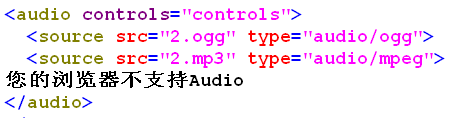 <audio controls="controls">
<source src="2.ogg" type="audio/ogg">
<source src="2.mp3" type="audio/mpeg">
您的浏览器不支持Audio
</audio>